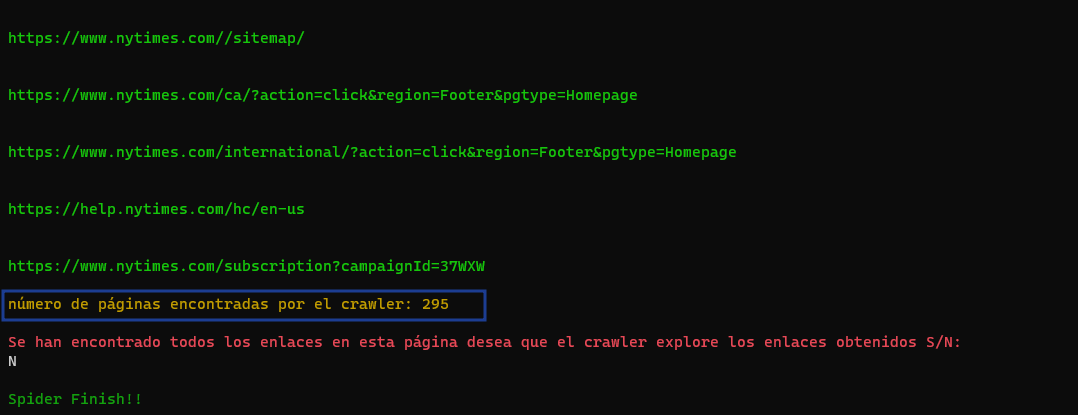 https://www.nytimes.com//sitemap/
https://www.nytimes.com/ca/?action=click&region=Footer&pgtype=Homepage
https://www.nytimes.com/international/?action=click&region=Footer&pgtype=Homepage
https://help.nytimes.com/hc/en-us
https://www.nytimes.com/subscription?campaignId=37WXW
número de páginas encontradas por el crawler: 295
Se han encontrado todos los enlaces en esta página desea que el crawler explore los enlaces obtenidos S/N:
N
Spider Finish!!